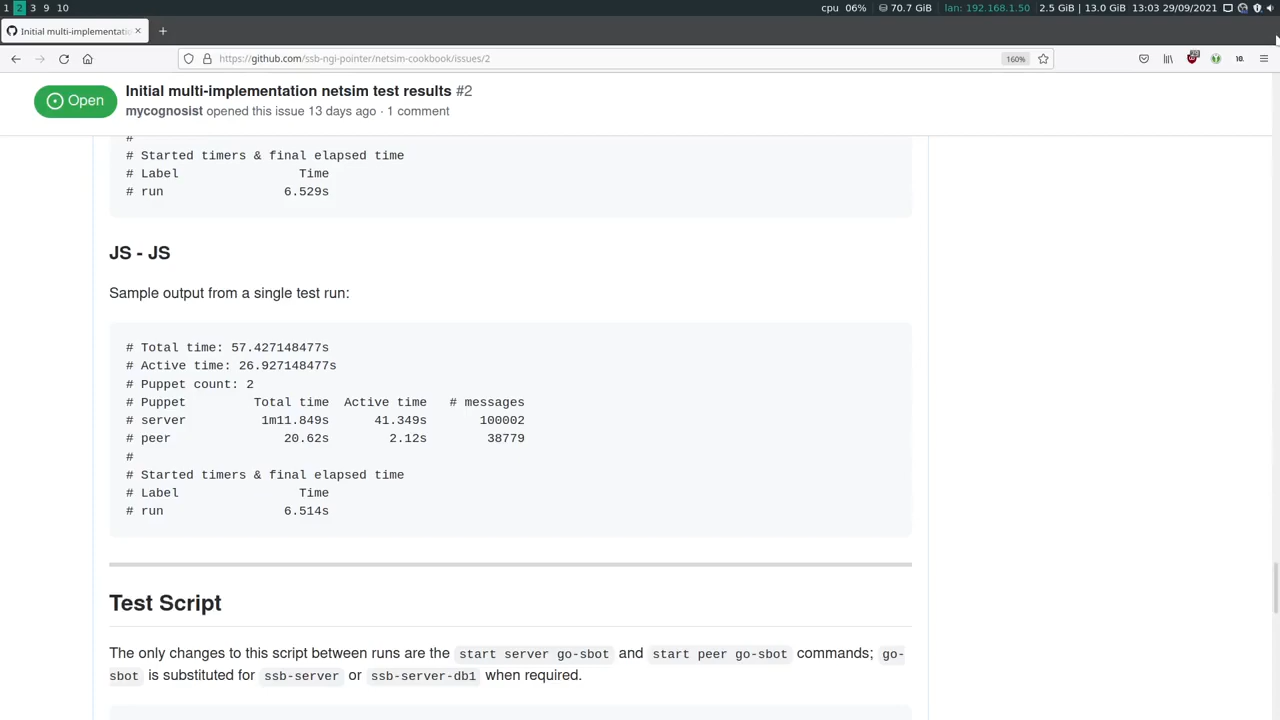 1 2 3 9 10 cpu 06% 70.7 GiB lan: 192.168.1.50 2.5 GiB | 13.0 GiB 13:03 29/09/2021
Initial multi-implementatio × +
https://github.com/ssb-ngi-pointer/netsim-cookbook/issues/2 160%
Open
Initial multi-implementation netsim test results #2
mycognosist opened this issue 13 days ago · 1 comment
#
# Started timers & final elapsed time
# Label Time
# run 6.529s
JS - JS
Sample output from a single test run:
# Total time: 57.427148477s
# Active time: 26.927148477s
# Puppet count: 2
# Puppet Total time Active time # messages
# server 1m11.849s 41.349s 100002
# peer 20.62s 2.12s 38779
#
# Started timers & final elapsed time
# Label Time
# run 6.514s
Test Script
The only changes to this script between runs are the start server go-sbot and start peer go-sbot commands; go-
sbot is substituted for ssb-server or ssb-server-db1 when required.